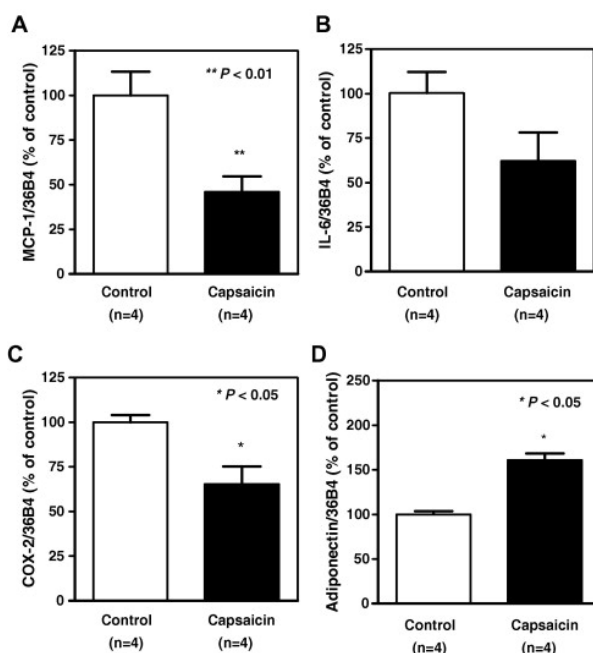 A
MCP-1/36B4 (% of control)
125
100
75
50
25
0
** P < 0.01
**
Control
(n=4)
Capsaicin
(n=4)
B
IL-6/36B4 (% of control)
125
100
75
50
25
0
Control
(n=4)
Capsaicin
(n=4)
C
COX-2/36B4 (% of control)
125
100
75
50
25
0
* P < 0.05
*
Control
(n=4)
Capsaicin
(n=4)
D
Adiponectin/36B4 (% of control)
250
200
150
100
50
0
* P < 0.05
*
Control
(n=4)
Capsaicin
(n=4)